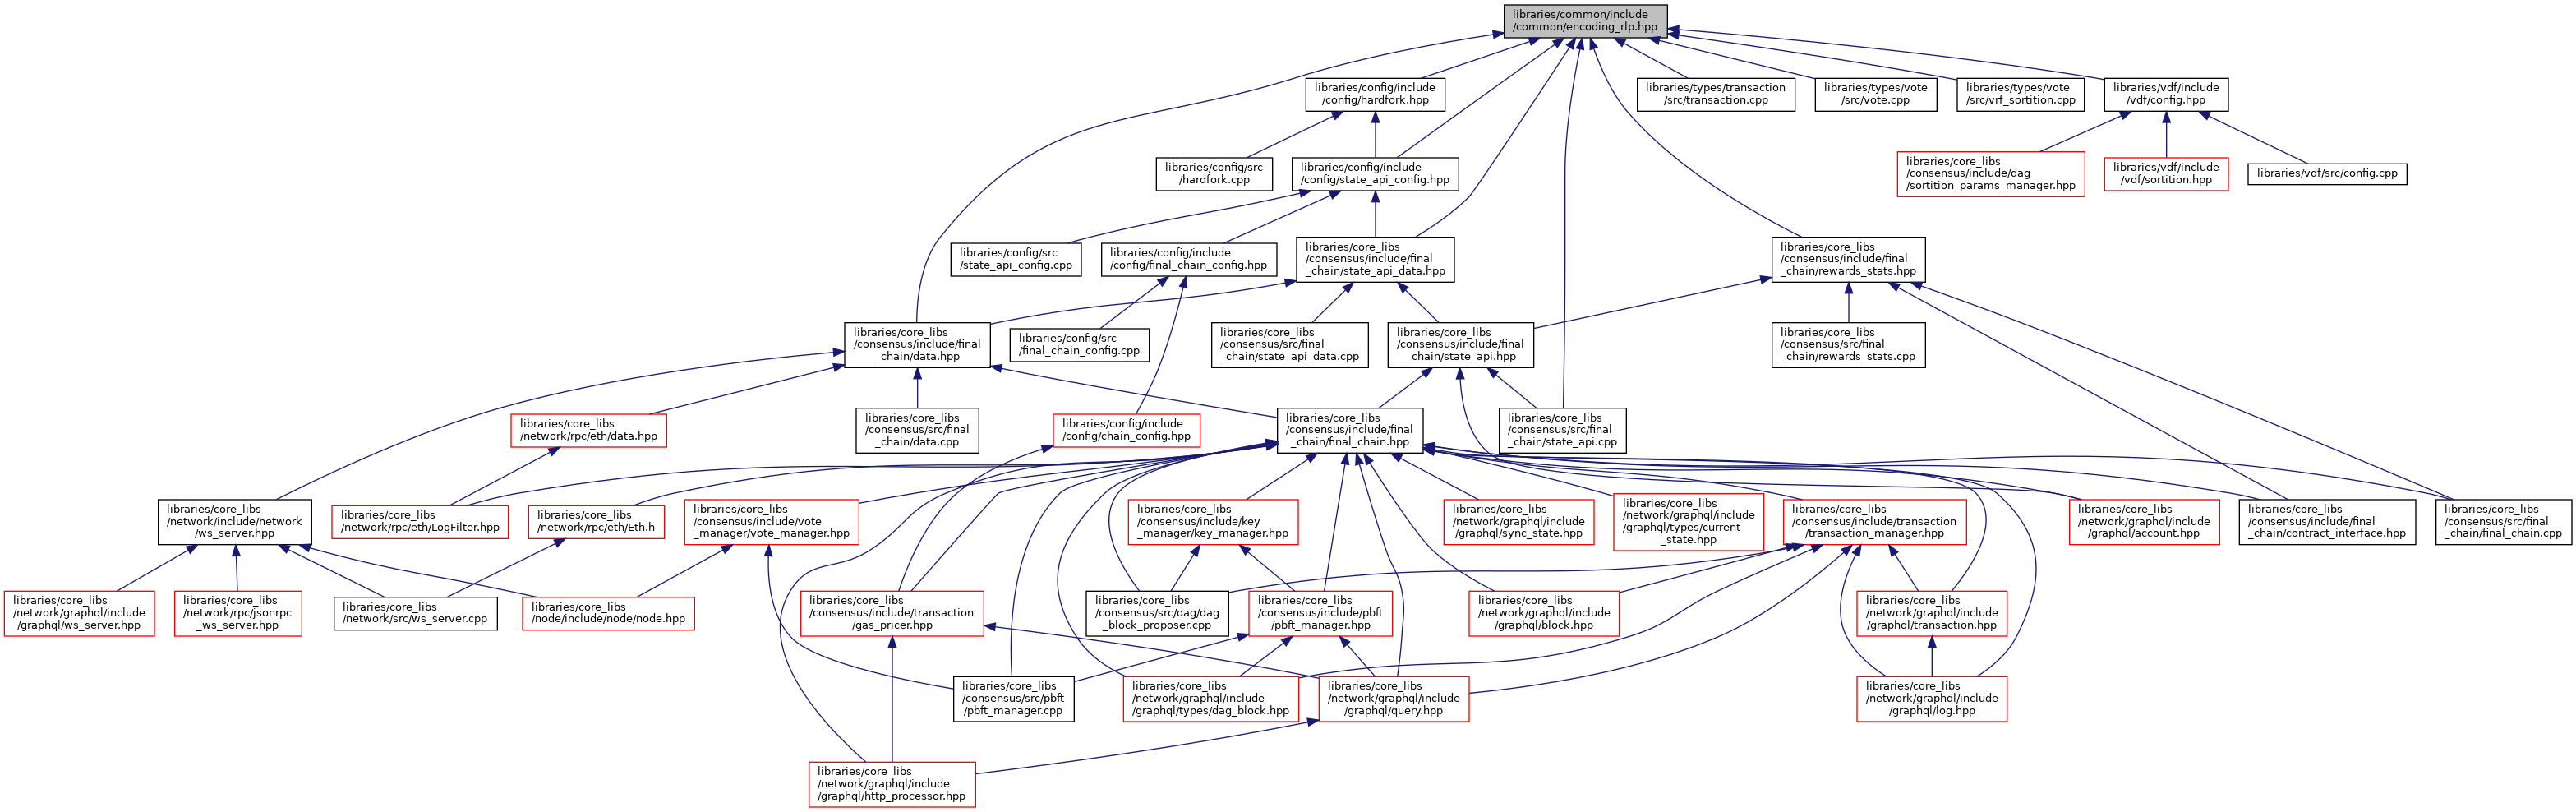 libraries/common/include
/common/encoding_rlp.hpp
libraries/config/include
/config/hardfork.hpp
libraries/types/transaction
/src/transaction.cpp
libraries/types/vote
/src/vote.cpp
libraries/types/vote
/src/vrf_sortition.cpp
libraries/vdf/include
/vdf/config.hpp
libraries/config/src
/hardfork.cpp
libraries/config/include
/config/state_api_config.hpp
libraries/core_libs
/consensus/include/dag
/sortition_params_manager.hpp
libraries/vdf/include
/vdf/sortition.hpp
libraries/vdf/src/config.cpp
libraries/config/src
/state_api_config.cpp
libraries/config/include
/config/final_chain_config.hpp
libraries/core_libs
/consensus/include/final
_chain/state_api_data.hpp
libraries/core_libs
/consensus/include/final
_chain/rewards_stats.hpp
libraries/core_libs
/consensus/include/final
_chain/data.hpp
libraries/config/src
/final_chain_config.cpp
libraries/core_libs
/consensus/src/final
_chain/state_api_data.cpp
libraries/core_libs
/consensus/include/final
_chain/state_api.hpp
libraries/core_libs
/consensus/src/final
_chain/rewards_stats.cpp
libraries/core_libs
/network/rpc/eth/data.hpp
libraries/core_libs
/consensus/src/final
_chain/data.cpp
libraries/config/include
/config/chain_config.hpp
libraries/core_libs
/consensus/include/final
_chain/final_chain.hpp
libraries/core_libs
/consensus/src/final
_chain/state_api.cpp
libraries/core_libs
/network/include/network
/ws_server.hpp
libraries/core_libs
/network/rpc/eth/LogFilter.hpp
libraries/core_libs
/network/rpc/eth/Eth.h
libraries/core_libs
/consensus/include/vote
_manager/vote_manager.hpp
libraries/core_libs
/consensus/include/key
_manager/key_manager.hpp
libraries/core_libs
/network/graphql/include
/graphql/sync_state.hpp
libraries/core_libs
/network/graphql/include
/graphql/types/current
_state.hpp
libraries/core_libs
/consensus/include/transaction
/transaction_manager.hpp
libraries/core_libs
/network/graphql/include
/graphql/account.hpp
libraries/core_libs
/consensus/include/final
_chain/contract_interface.hpp
libraries/core_libs
/consensus/src/final
_chain/final_chain.cpp
libraries/core_libs
/network/graphql/include
/graphql/ws_server.hpp
libraries/core_libs
/network/rpc/jsonrpc
_ws_server.hpp
libraries/core_libs
/network/src/ws_server.cpp
libraries/core_libs
/node/include/node/node.hpp
libraries/core_libs
/consensus/include/transaction
/gas_pricer.hpp
libraries/core_libs
/consensus/src/dag/dag
_block_proposer.cpp
libraries/core_libs
/consensus/include/pbft
/pbft_manager.hpp
libraries/core_libs
/network/graphql/include
/graphql/block.hpp
libraries/core_libs
/network/graphql/include
/graphql/transaction.hpp
libraries/core_libs
/consensus/src/pbft
/pbft_manager.cpp
libraries/core_libs
/network/graphql/include
/graphql/types/dag_block.hpp
libraries/core_libs
/network/graphql/include
/graphql/query.hpp
libraries/core_libs
/network/graphql/include
/graphql/log.hpp
libraries/core_libs
/network/graphql/include
/graphql/http_processor.hpp